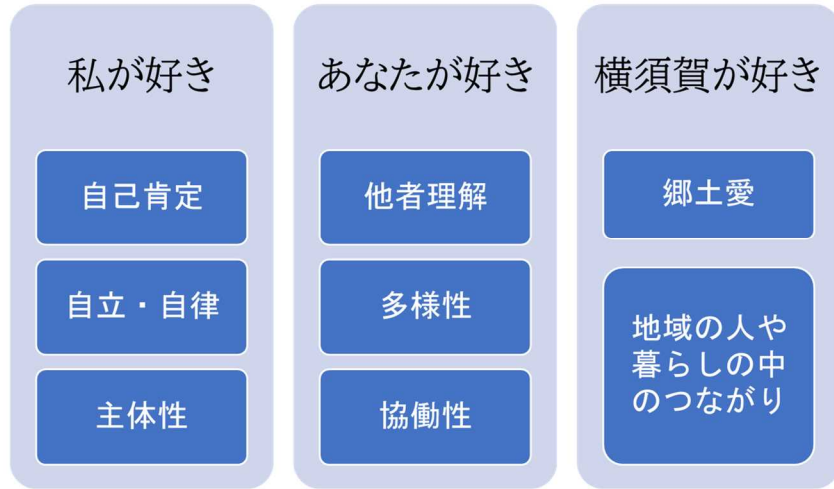 私が好き
自己肯定
自立・自律
主体性
あなたが好き
他者理解
多様性
協働性
横須賀が好き
郷土愛
地域の人や
暮らしの中
のつながり